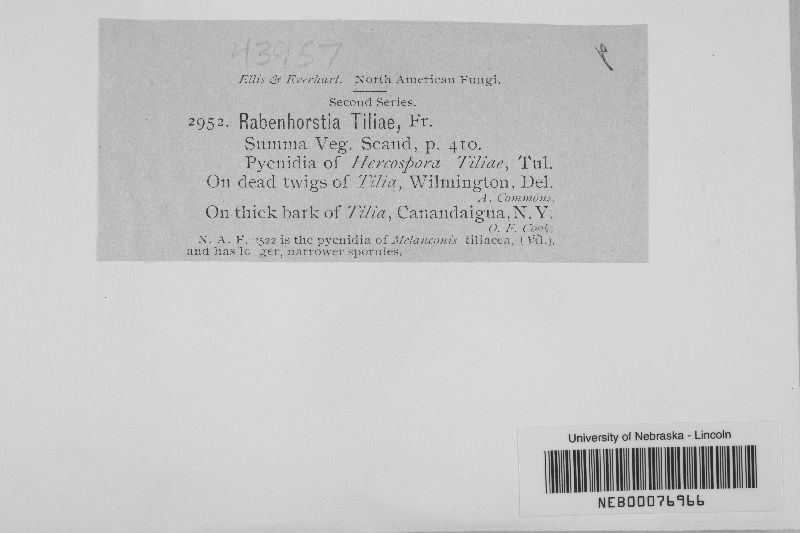 43957
Ellis & Everhart. North American Fungi.
Second Series.
2952. Rabenhorstia Tiliae, Fr.
Summa Veg. Scand, p. 410.
Pycnidia of Hercospora Tiliae, Tul.
On dead twigs of Tilia, Wilmington, Del.
A. Commons.
On thick bark of Tilia, Canandaigua, N. Y.
O. F. Cook.
N. A. F. 1522 is the pycnidia of Melanconis tiliacea, (Ell.),
and has lo ger, narrower sporules.
University of Nebraska - Lincoln
NEB00076966